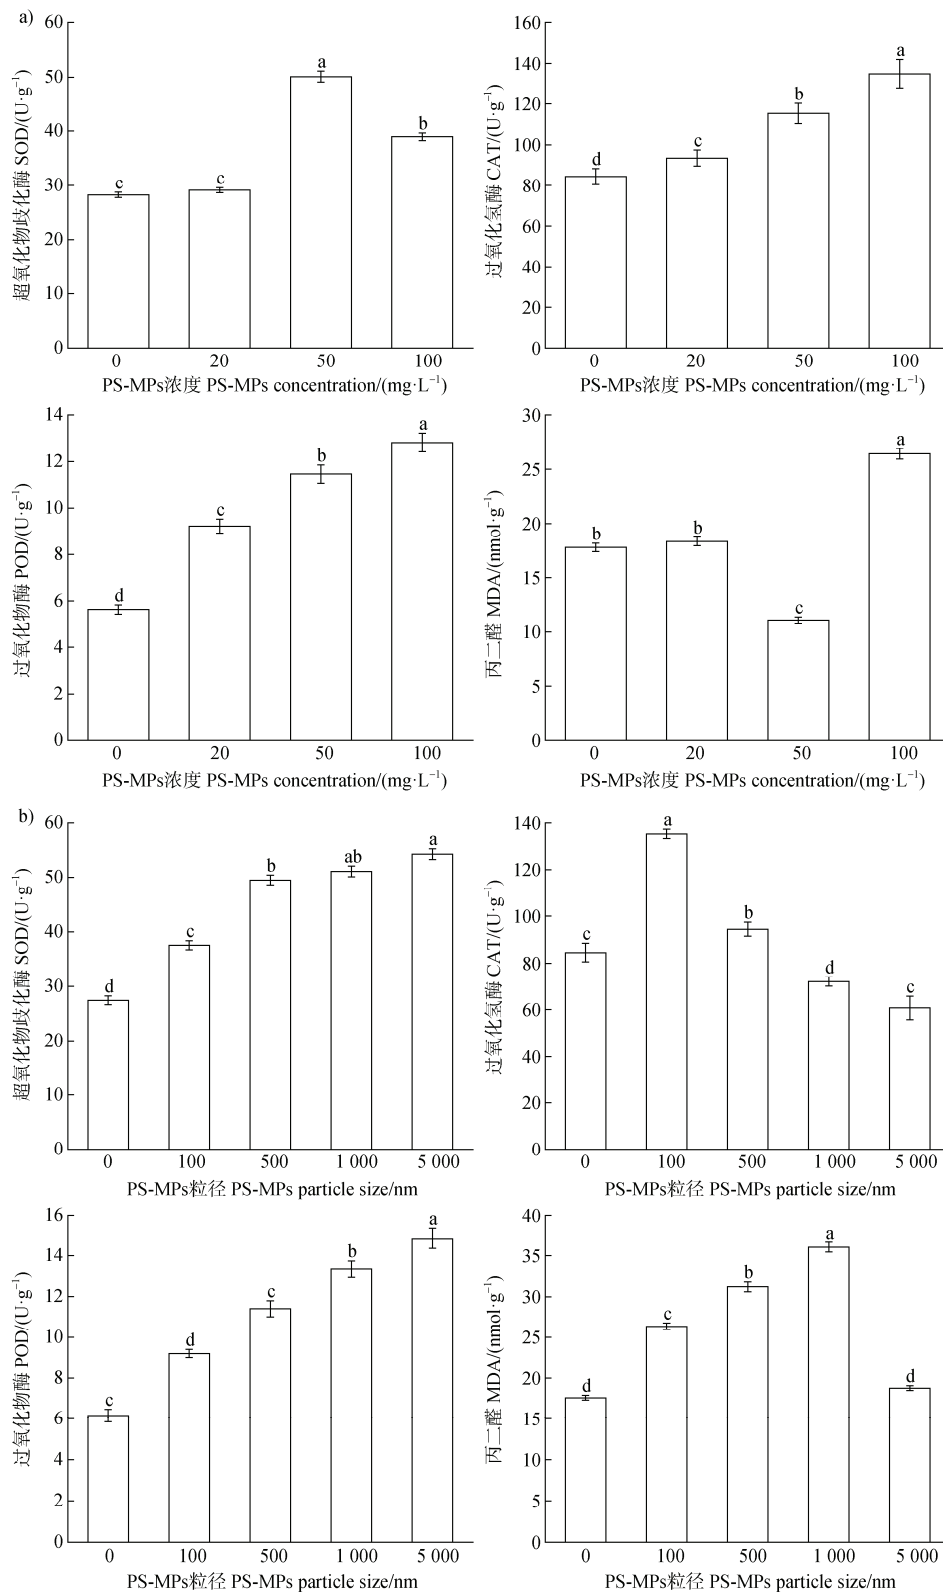 a)
超氧化物歧化酶 SOD/(U·g⁻¹)
60
50
40
30
20
10
0
c
c
a
b
0 20 50 100
PS-MPs浓度 PS-MPs concentration/(mg·L⁻¹)
过氧化氢酶 CAT/(U·g⁻¹)
160
140
120
100
80
60
40
20
0
d
c
b
a
0 20 50 100
PS-MPs浓度 PS-MPs concentration/(mg·L⁻¹)
过氧化物酶 POD/(U·g⁻¹)
14
12
10
8
6
4
2
0
d
c
b
a
0 20 50 100
PS-MPs浓度 PS-MPs concentration/(mg·L⁻¹)
丙二醛 MDA/(nmol·g⁻¹)
30
25
20
15
10
5
0
b
b
c
a
0 20 50 100
PS-MPs浓度 PS-MPs concentration/(mg·L⁻¹)
b)
超氧化物歧化酶 SOD/(U·g⁻¹)
60
50
40
30
20
10
0
d
c
b
ab
a
0 100 500 1 000 5 000
PS-MPs粒径 PS-MPs particle size/nm
过氧化氢酶 CAT/(U·g⁻¹)
140
120
100
80
60
40
20
0
c
a
b
d
c
0 100 500 1 000 5 000
PS-MPs粒径 PS-MPs particle size/nm
过氧化物酶 POD/(U·g⁻¹)
16
14
12
10
8
6
4
2
0
c
d
c
b
a
0 100 500 1 000 5 000
PS-MPs粒径 PS-MPs particle size/nm
丙二醛 MDA/(nmol·g⁻¹)
40
35
30
25
20
15
10
5
0
d
c
b
a
d
0 100 500 1 000 5 000
PS-MPs粒径 PS-MPs particle size/nm